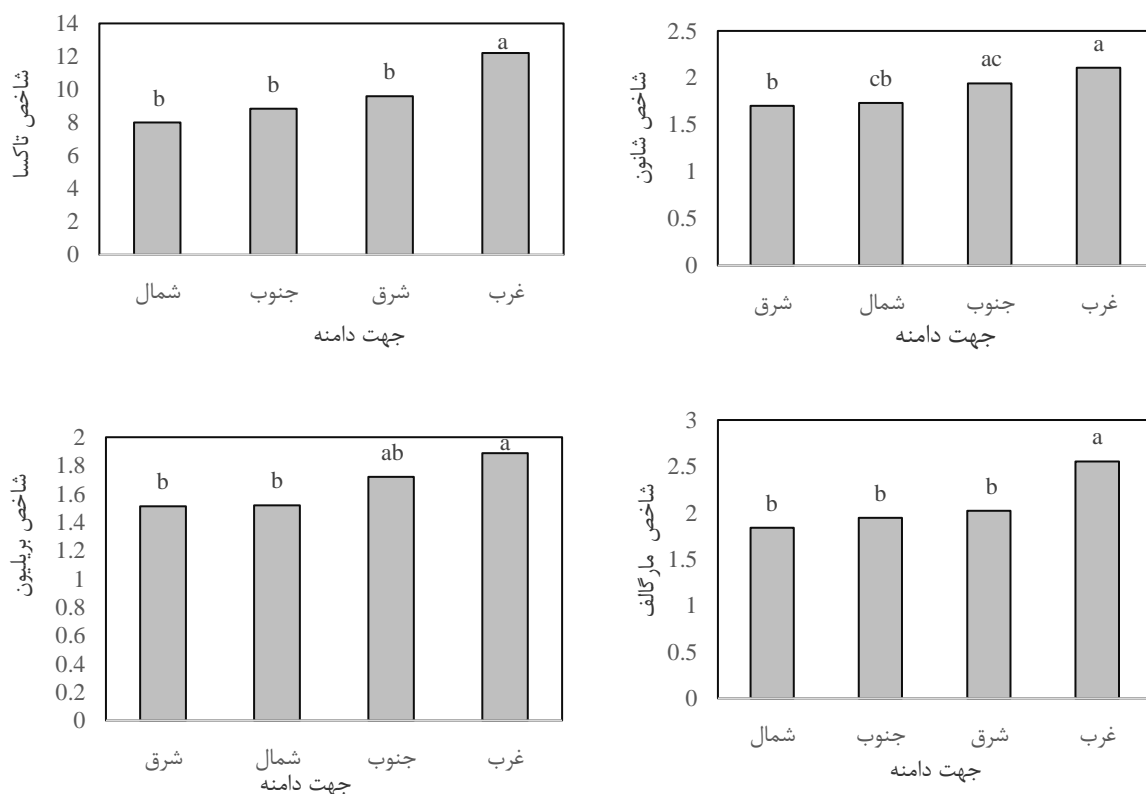 شاخص تاکسا
14
12
10
8
6
4
2
0
b
b
b
a
شمال
جنوب
شرق
غرب
جهت دامنه
شاخص شانون
2.5
2
1.5
1
0.5
0
b
cb
ac
a
شرق
شمال
جنوب
غرب
جهت دامنه
شاخص بریلیون
2
1.8
1.6
1.4
1.2
1
0.8
0.6
0.4
0.2
0
b
b
ab
a
شرق
شمال
جنوب
غرب
جهت دامنه
شاخص مارگالف
3
2.5
2
1.5
1
0.5
0
b
b
b
a
شمال
جنوب
شرق
غرب
جهت دامنه